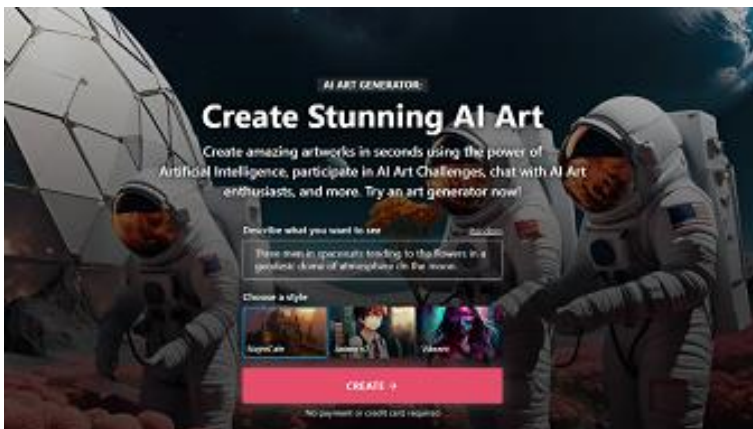 AI ART GENERATOR:
Create Stunning AI Art
Create amazing artworks in seconds using the power of
Artificial Intelligence, participate in AI Art Challenges, chat with AI Art
enthusiasts, and more. Try an art generator now!
Describe what you want to see
Three men in spacesuits tending to the flowers in a
geodesic dome of atmosphere on the moon.
Choose a style
CREATE →
No payment or credit card required